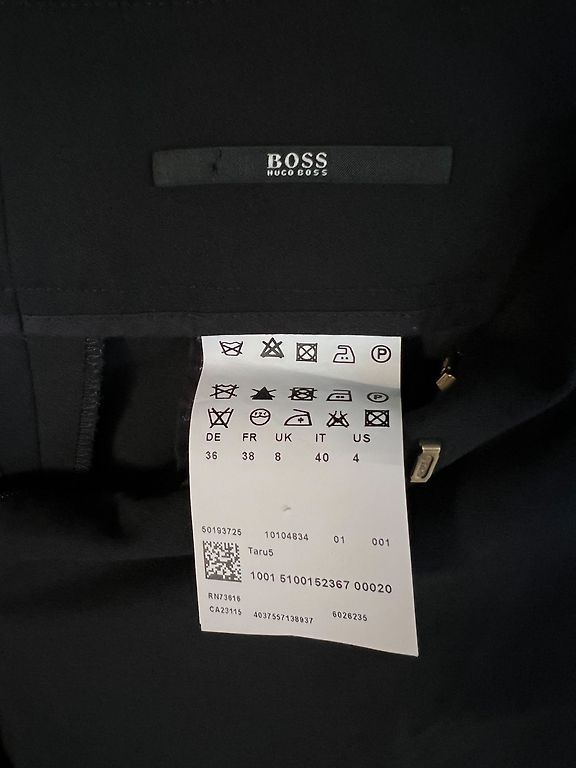 BOSS
HUGO BOSS
P
P
DE FR UK IT US
36 38 8 40 4
50193725 10104834 01 001
Taru5
1001 5100152367 00020
RN73616
CA23115 4037557138937 6026235